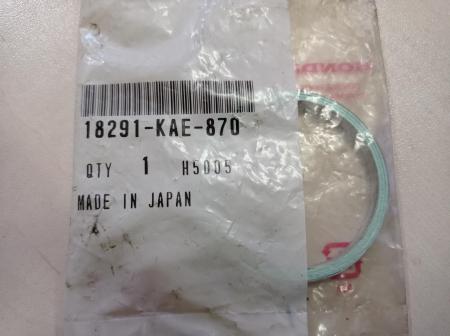 HONDA
18291-KAE-870
QTY 1 H5005
MADE IN JAPAN